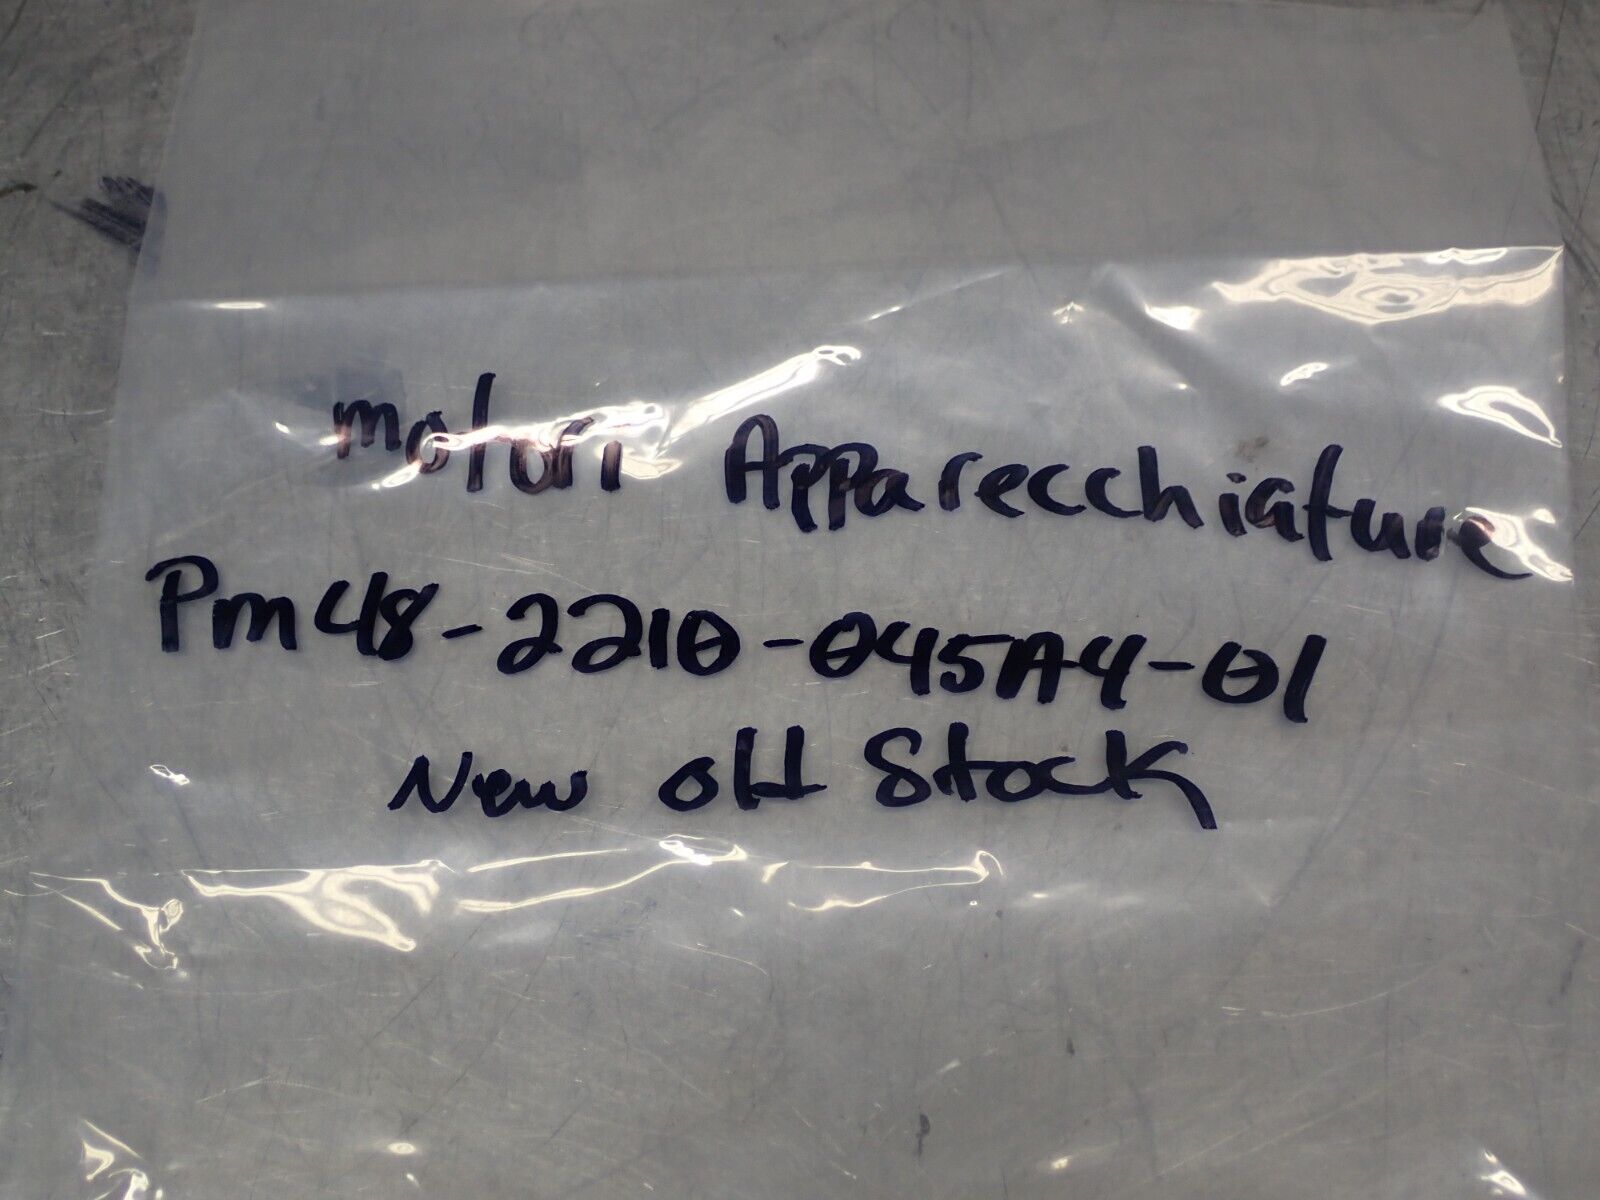 motori Apparecchiature
Pm48-2210-045A4-01
New old Stock